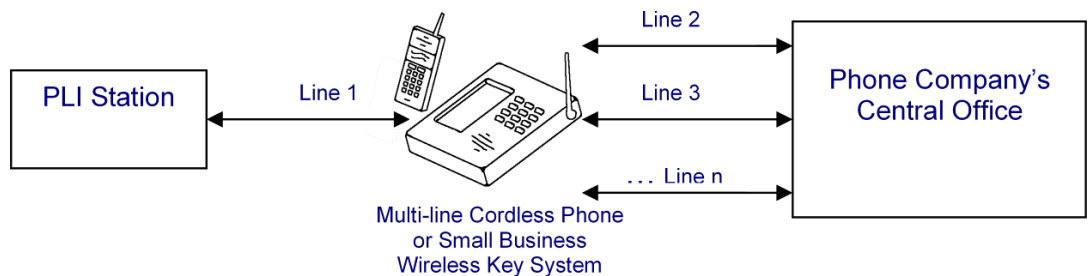 PLI Station
Line 1
Multi-line Cordless Phone
or Small Business
Wireless Key System
Line 2
Line 3
... Line n
Phone Company's
Central Office